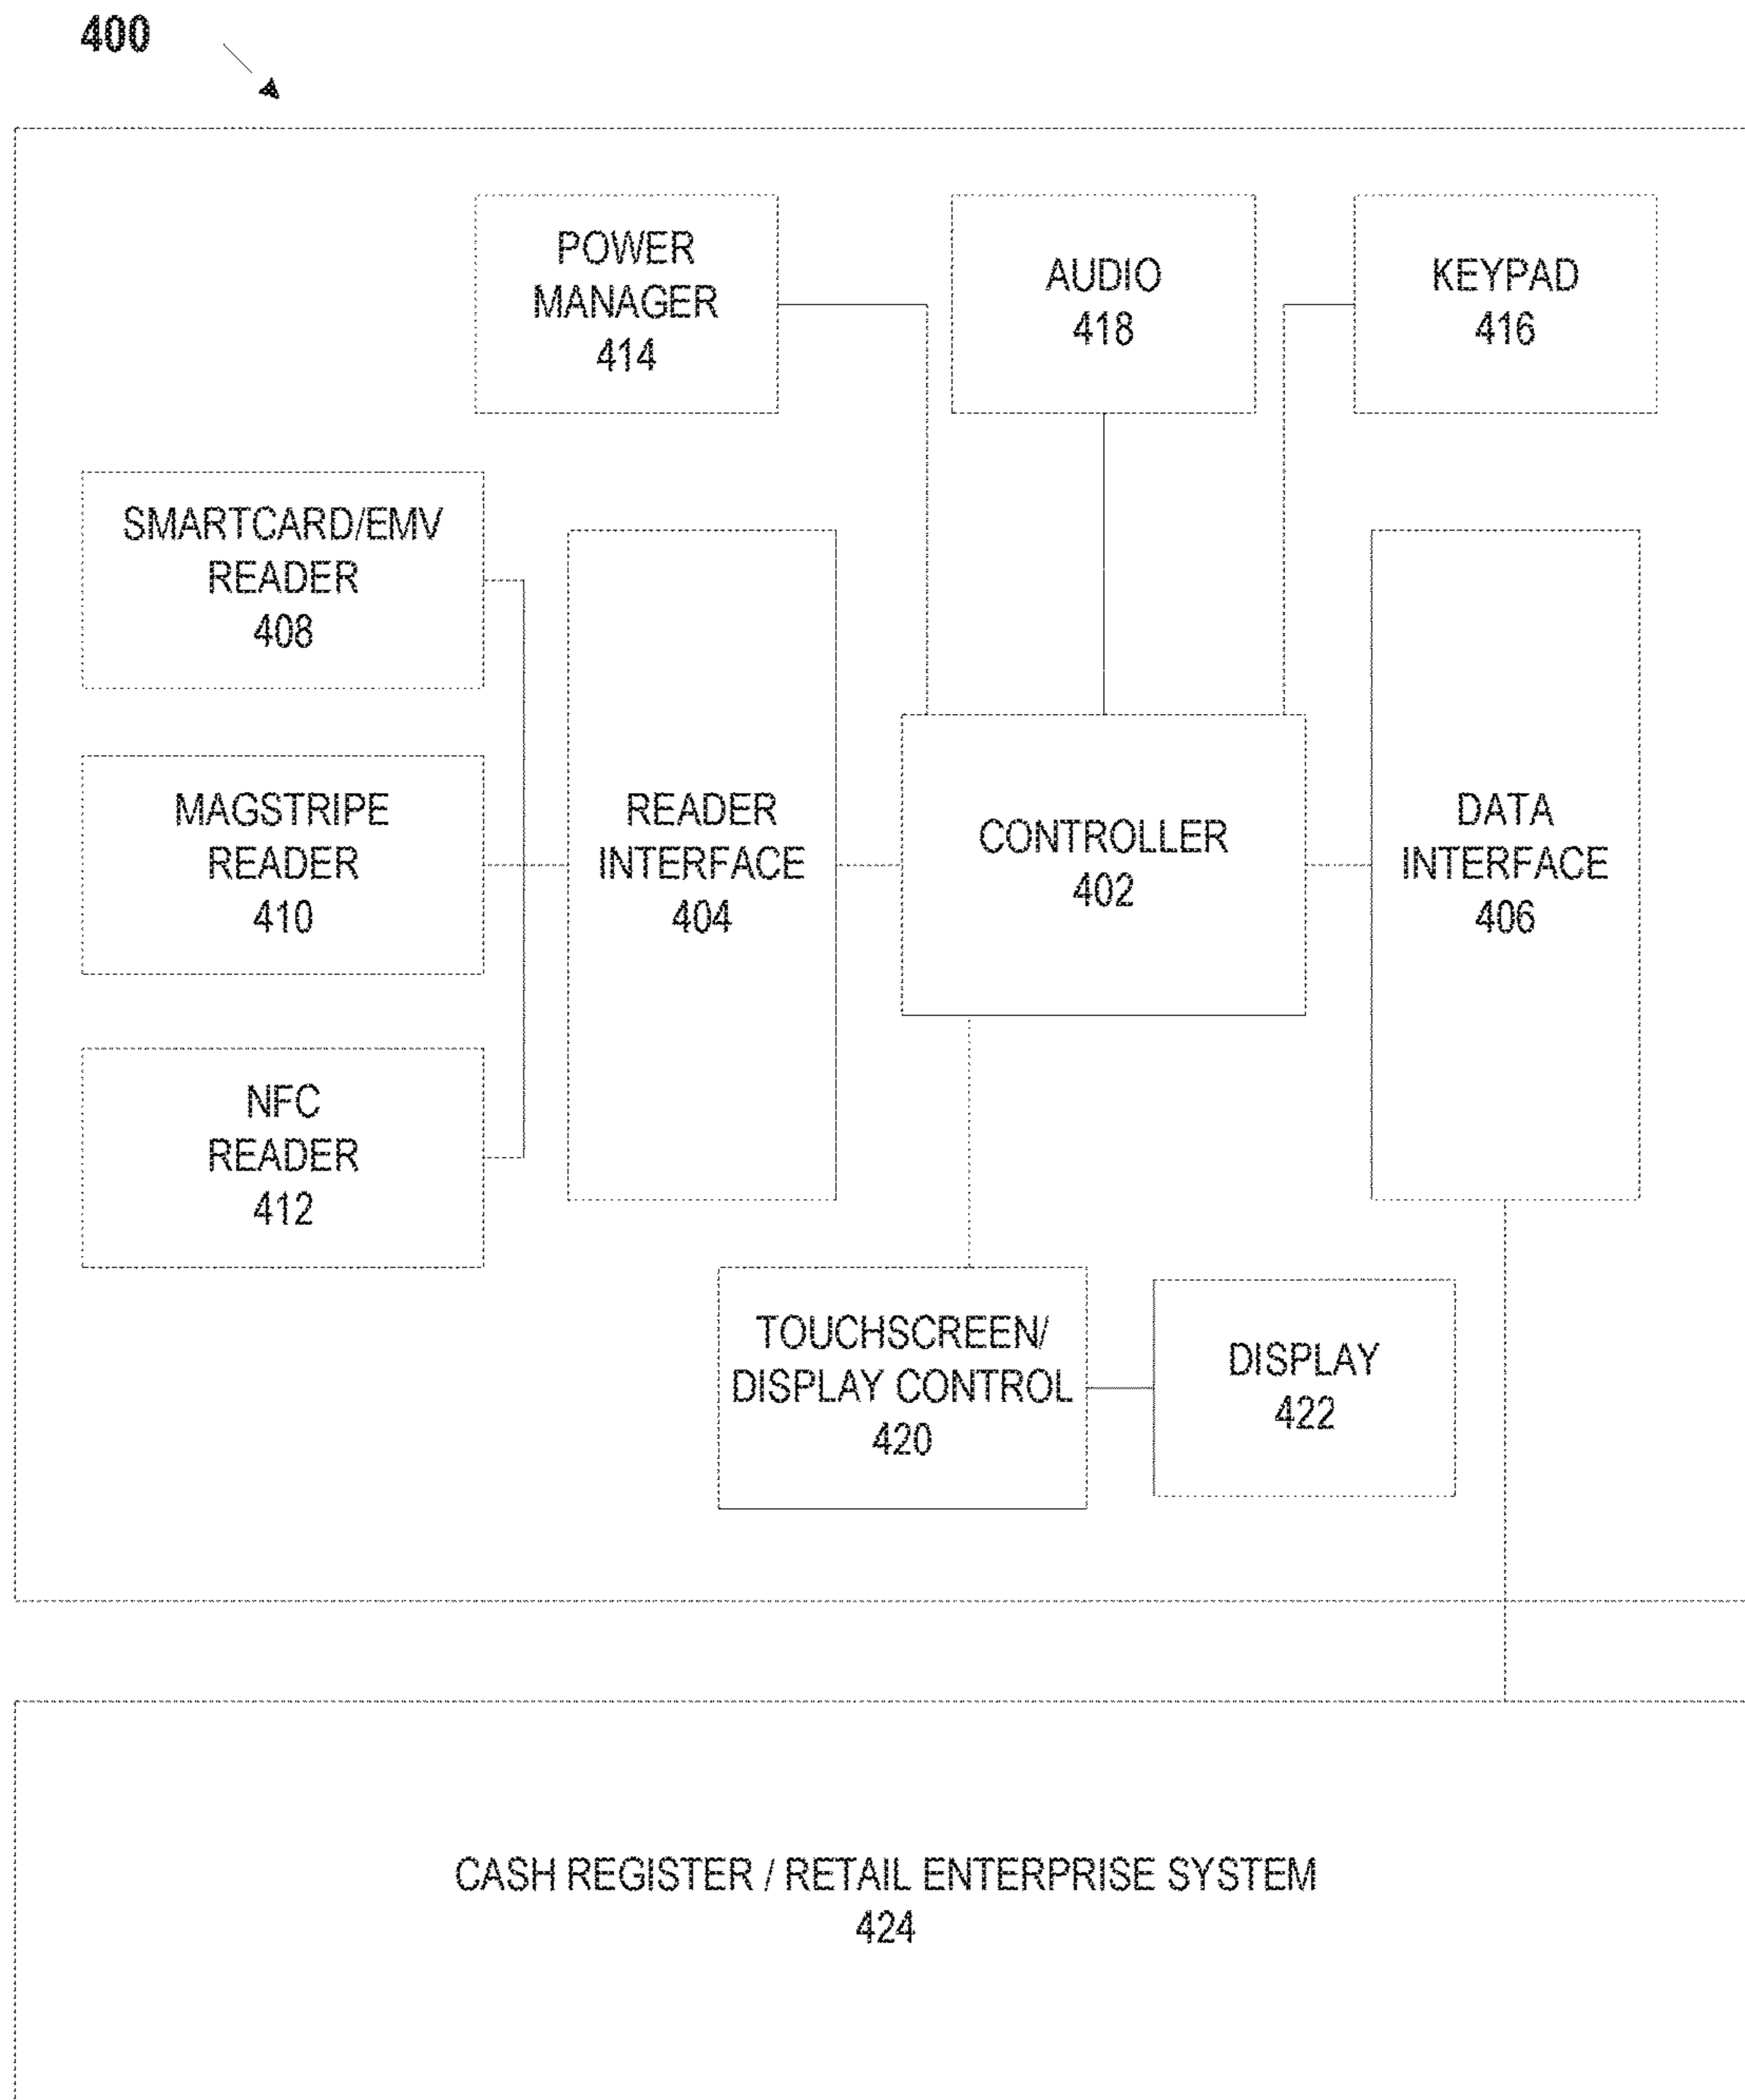 400
POWER
MANAGER
414
AUDIO
418
KEYPAD
416
SMARTCARD/EMV
READER
408
MAGSTRIPE
READER
410
NFC
READER
412
READER
INTERFACE
404
CONTROLLER
402
DATA
INTERFACE
406
TOUCHSCREEN/
DISPLAY CONTROL
420
DISPLAY
422
CASH REGISTER / RETAIL ENTERPRISE SYSTEM
424